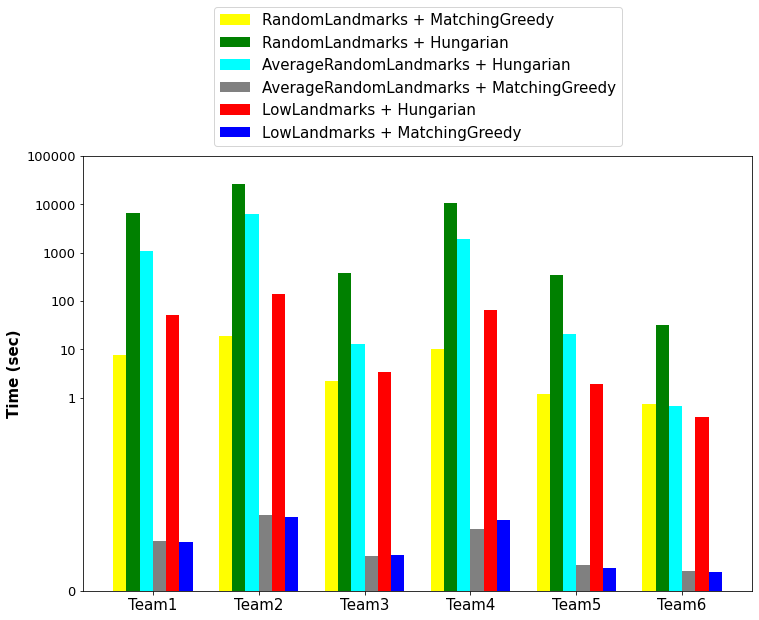 RandomLandmarks + MatchingGreedy
RandomLandmarks + Hungarian
AverageRandomLandmarks + Hungarian
AverageRandomLandmarks + MatchingGreedy
LowLandmarks + Hungarian
LowLandmarks + MatchingGreedy
100000
10000
1000
100
10
1
0
Time (sec)
Team1 Team2 Team3 Team4 Team5 Team6